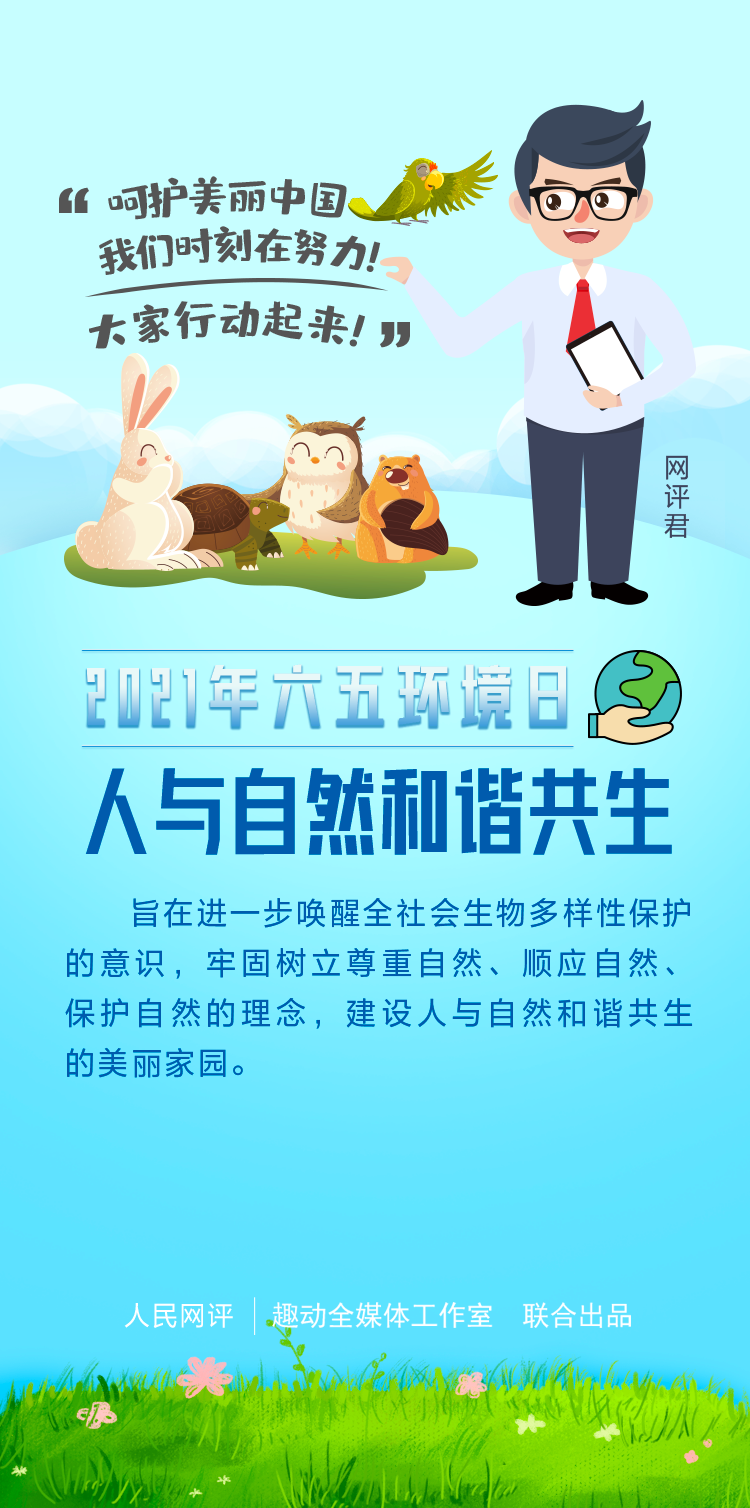 “呵护美丽中国
我们时刻在努力!
大家行动起来!”
网评君
2021年六五环境日
人与自然和谐共生
旨在进一步唤醒全社会生物多样性保护
的意识，牢固树立尊重自然、顺应自然、
保护自然的理念，建设人与自然和谐共生
的美丽家园。
人民网评 | 趣动全媒体工作室 联合出品